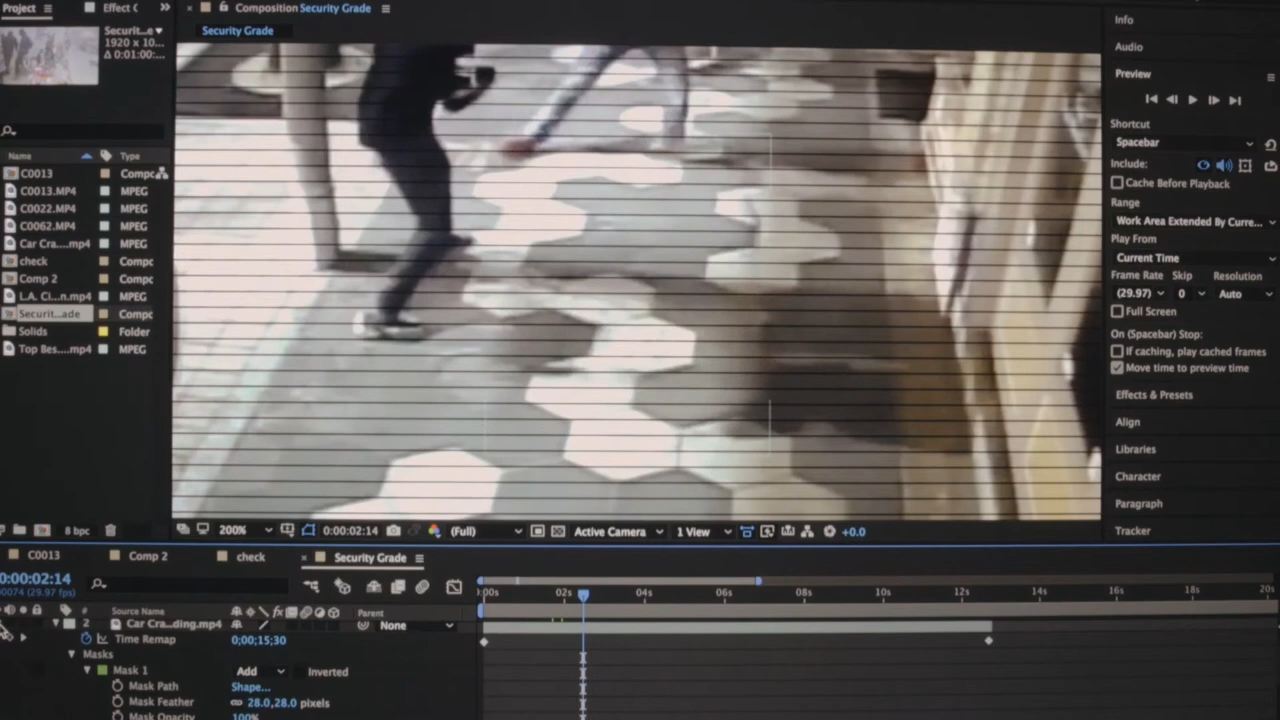 Project
Effect C
Composition Security Grade
Security Grade
Securit...e
1920 x 10...
Δ 0:01:00:...
Name Type
C0013 Compc
C0013.MP4 MPEG
C0022.MP4 MPEG
C0062.MP4 MPEG
Car Cra....mp4 MPEG
check Compc
Comp 2 Compc
L.A. Ci...n.mp4 MPEG
Securit...ade Compc
Solids Folder
Top Bes....mp4 MPEG
8 bpc
200% 0:00:02:14 (Full) Active Camera 1 View +0.0
Info
Audio
Preview
Shortcut
Spacebar
Include:
Cache Before Playback
Range
Work Area Extended By Curre...
Play From
Current Time
Frame Rate Skip Resolution
(29.97) 0 Auto
Full Screen
On (Spacebar) Stop:
If caching, play cached frames
Move time to preview time
Effects & Presets
Align
Libraries
Character
Paragraph
Tracker
C0013 Comp 2 check Security Grade
0:00:02:14
00074 (29.97 fps)
:00s 02s 04s 06s 08s 10s 12s 14s 16s 18s 20s
# Source Name fx Parent
2 Car Cra...ding.mp4 None
Time Remap 0;00;15;30
Masks
Mask 1 Add Inverted
Mask Path Shape...
Mask Feather 28.0,28.0 pixels
Mask Opacity 100%